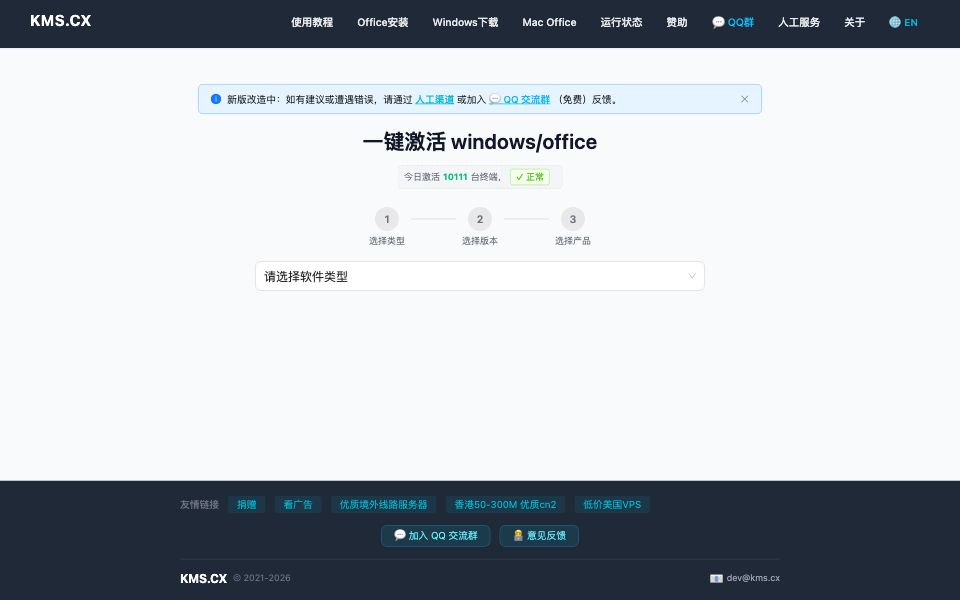 KMS.CX 使用教程 Office安装 Windows下载 Mac Office 运行状态 赞助 💬 QQ群 人工服务 关于 🌐 EN
新版改造中：如有建议或遭遇错误，请通过 人工渠道 或加入 💬 QQ 交流群 （免费）反馈。
一键激活 windows/office
今日激活 10111 台终端， ✓ 正常
1 2 3
选择类型 选择版本 选择产品
请选择软件类型
友情链接 捐赠 看广告 优质境外线路服务器 香港50-300M 优质cn2 低价美国VPS
💬 加入 QQ 交流群 意见反馈
KMS.CX © 2021-2026 📧 dev@kms.cx